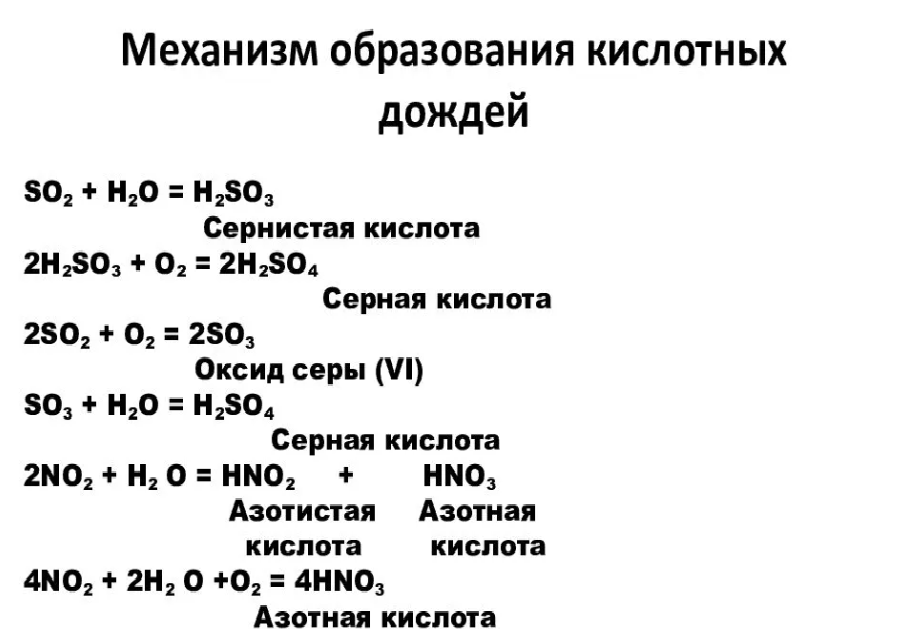 Механизм образования кислотных
дождей
SO₂ + H₂O = H₂SO₃
Сернистая кислота
2H₂SO₃ + O₂ = 2H₂SO₄
Серная кислота
2SO₂ + O₂ = 2SO₃
Оксид серы (VI)
SO₃ + H₂O = H₂SO₄
Серная кислота
2NO₂ + H₂ O = HNO₂ + HNO₃
Азотистая Азотная
кислота кислота
4NO₂ + 2H₂ O +O₂ = 4HNO₃
Азотная кислота